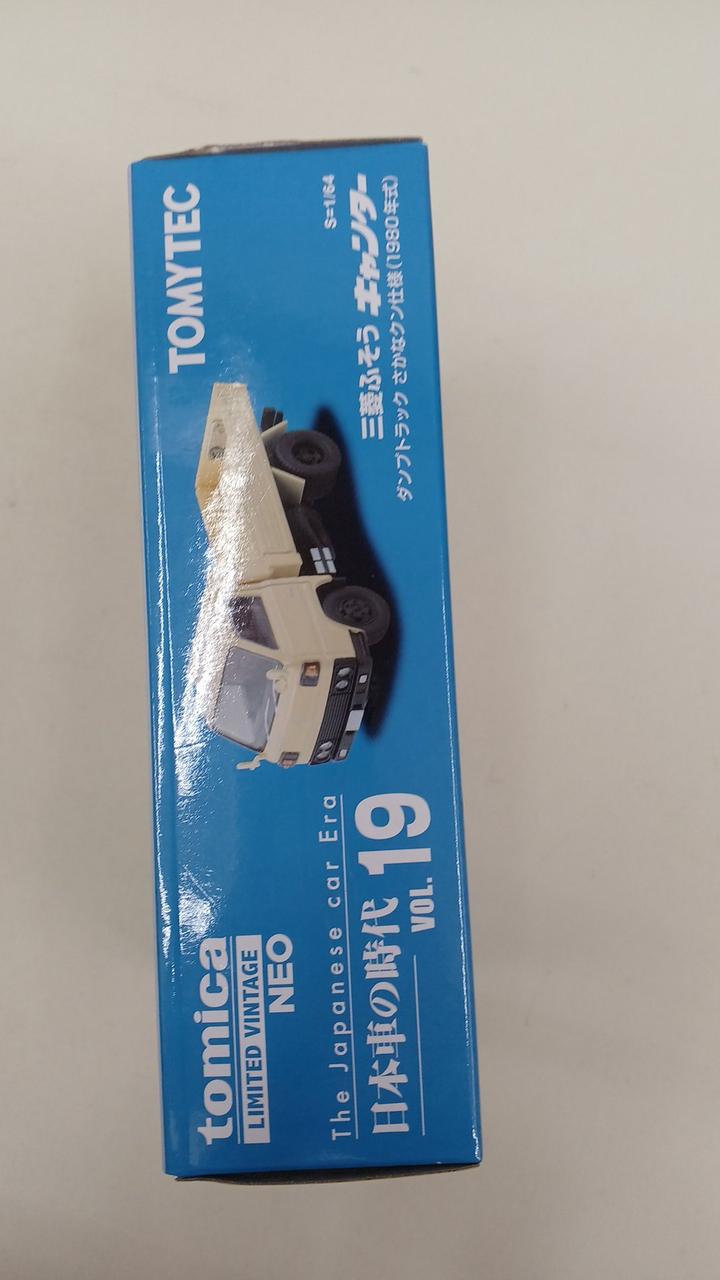 tomica
LIMITED VINTAGE
NEO
The Japanese car Era
日本車の時代
VOL. 19
TOMYTEC
S=1/64
三菱ふそう キャンター
ダンプトラック さかなクン仕様(1980年式)